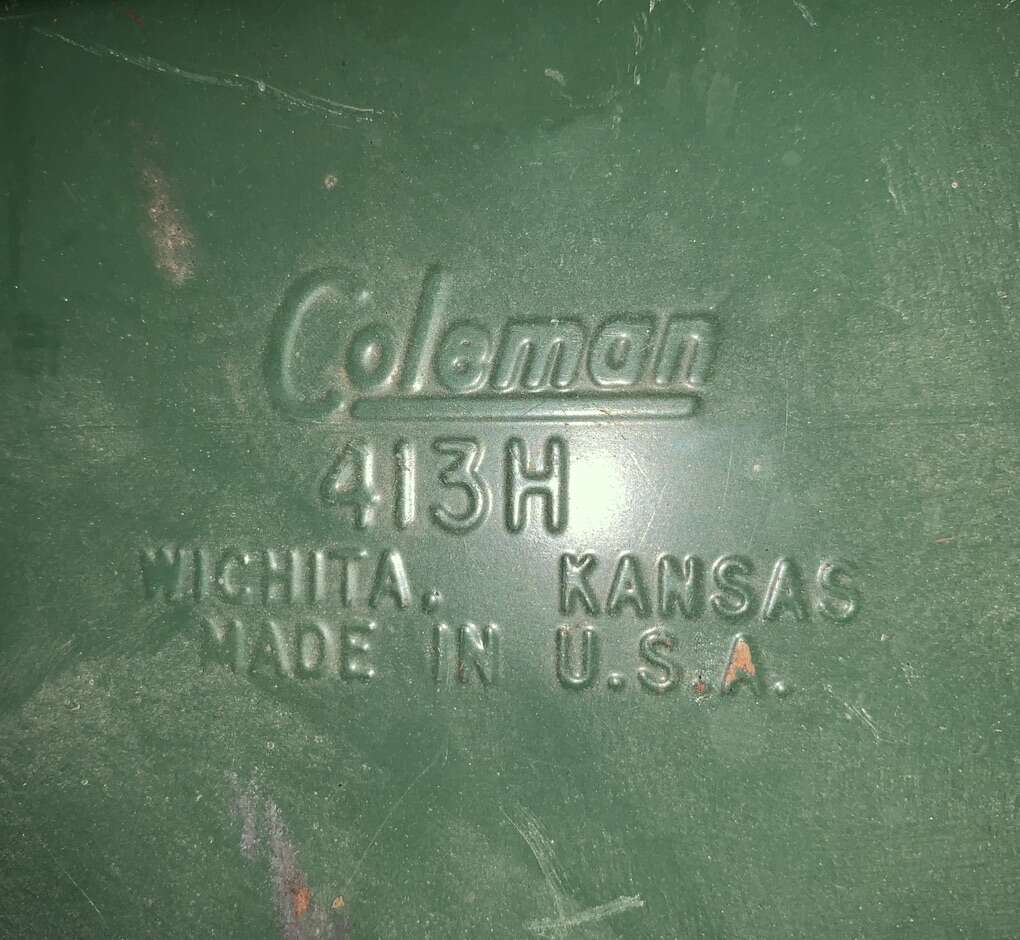 Coleman
413H
WICHITA, KANSAS
MADE IN U.S.A.